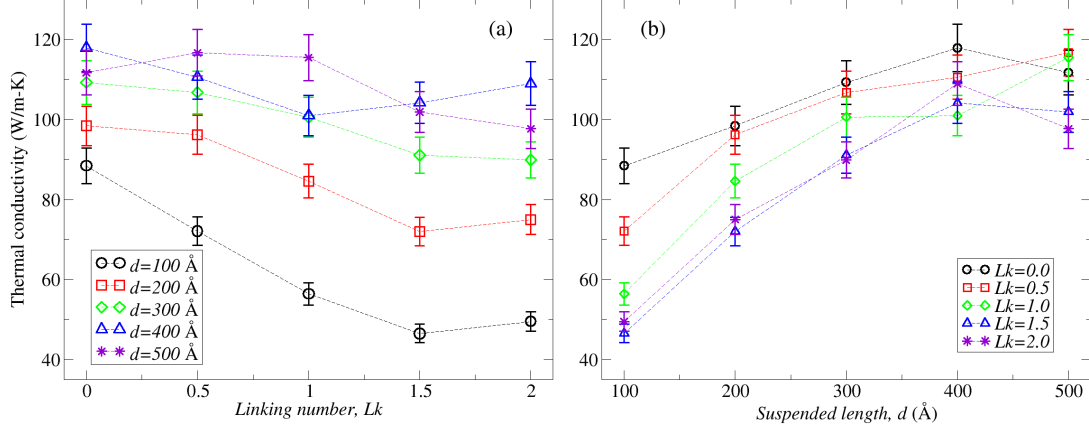 (a)
(b)
Thermal conductivity (W/m-K)
120
100
80
60
40
d=100 Å
d=200 Å
d=300 Å
d=400 Å
d=500 Å
0
0.5
1
1.5
2
Linking number, Lk
120
100
80
60
40
Lk=0.0
Lk=0.5
Lk=1.0
Lk=1.5
Lk=2.0
100
200
300
400
500
Suspended length, d (Å)